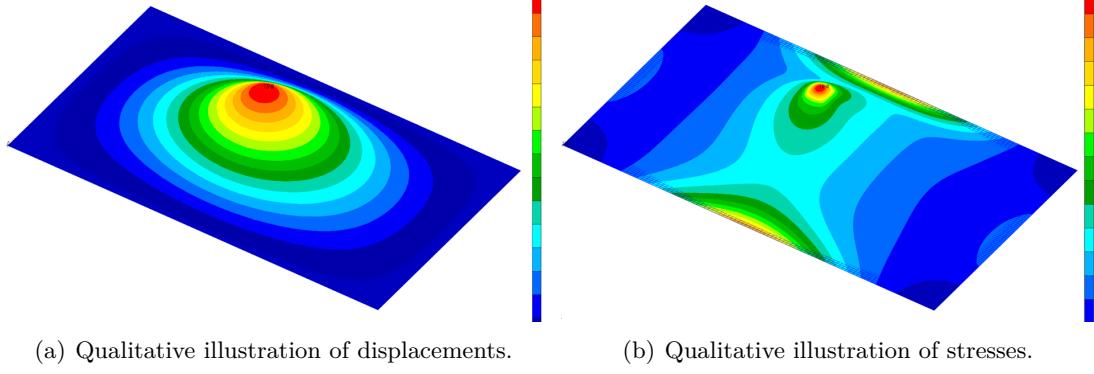 (a) Qualitative illustration of displacements.
(b) Qualitative illustration of stresses.